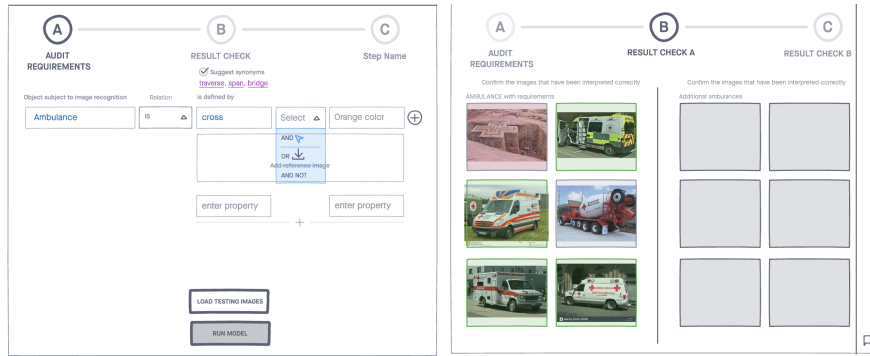 A
B
C
AUDIT
REQUIREMENTS
RESULT CHECK
Step Name
Suggest synonyms
traverse, span, bridge
Object subject to image recognition
Relation
is defined by
Ambulance
IS
cross
Select
Orange color
AND
OR
Add reference image
AND NOT
enter property
enter property
LOAD TESTING IMAGES
RUN MODEL
A
B
C
AUDIT
REQUIREMENTS
RESULT CHECK A
RESULT CHECK B
Confirm the images that have been interpreted correctly
Confirm the images that have been interpreted correctly
AMBULANCE with requirements
Additional ambulances